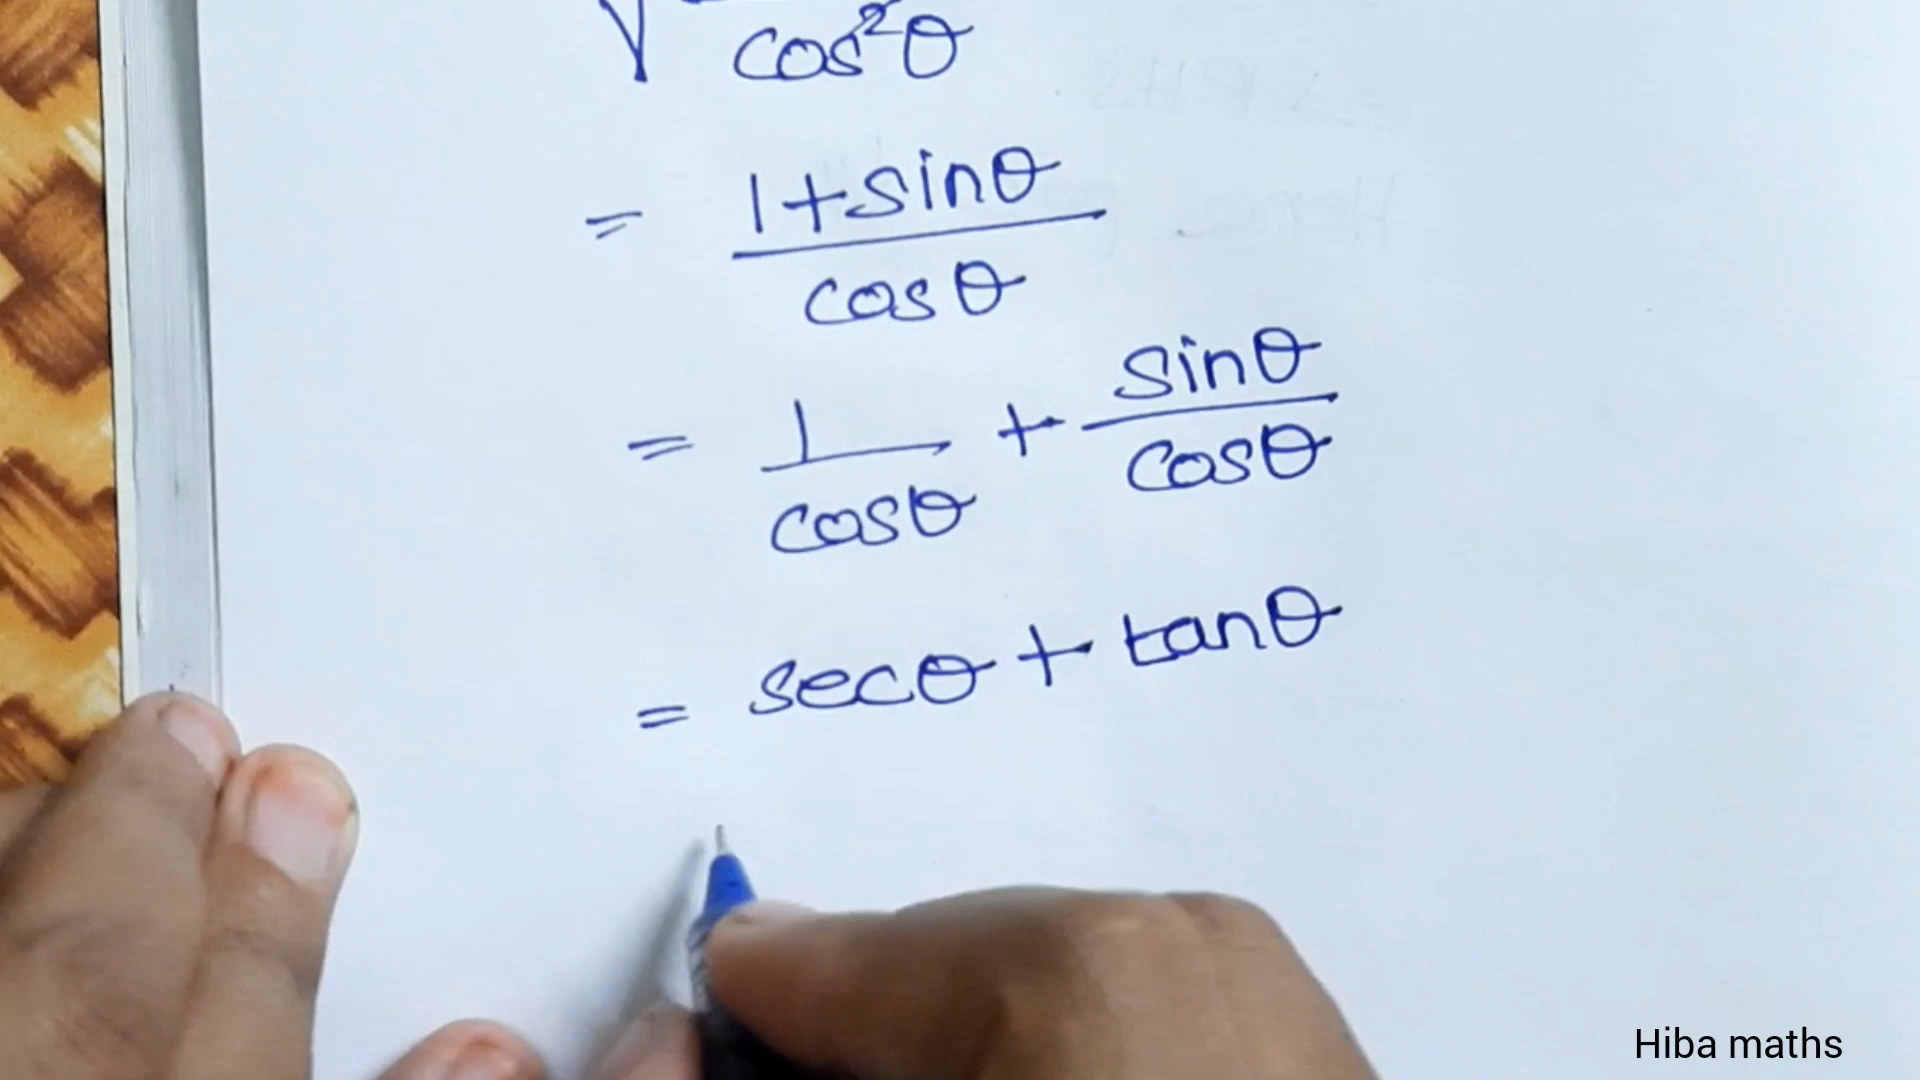 √ cos²θ
= 1+sinθ
cosθ
= 1/cosθ + sinθ/cosθ
= secθ + tanθ
Hiba maths